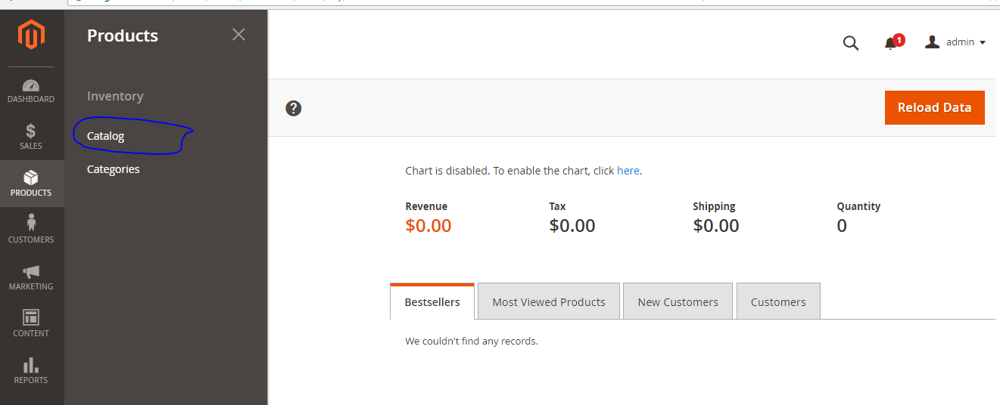 Products
admin
1
DASHBOARD
Inventory
Reload Data
Catalog
SALES
Categories
PRODUCTS
Chart is disabled. To enable the chart, click here.
Revenue Tax Shipping Quantity
$0.00 $0.00 $0.00 0
CUSTOMERS
MARKETING
Bestsellers Most Viewed Products New Customers Customers
CONTENT
We couldn't find any records.
REPORTS